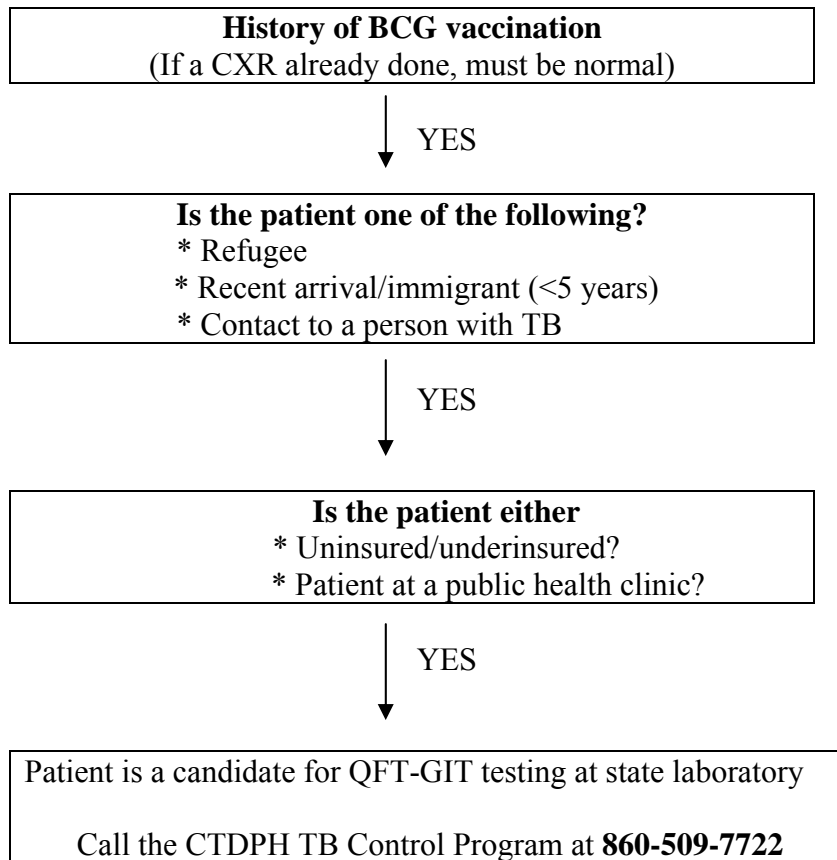 History of BCG vaccination
(If a CXR already done, must be normal)
YES
Is the patient one of the following?
* Refugee
* Recent arrival/immigrant (<5 years)
* Contact to a person with TB
YES
Is the patient either
* Uninsured/underinsured?
* Patient at a public health clinic?
YES
Patient is a candidate for QFT-GIT testing at state laboratory
Call the CTDPH TB Control Program at 860-509-7722